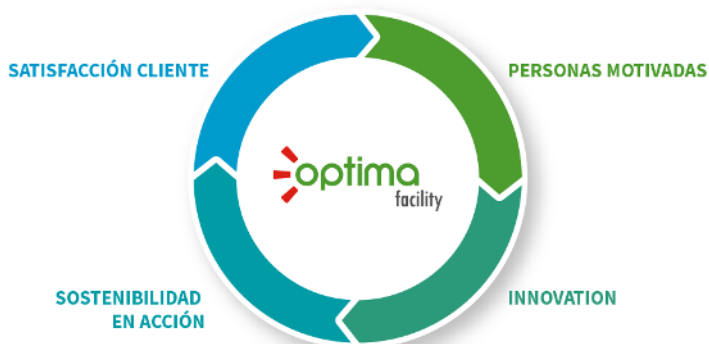 SATISFACCIÓN CLIENTE
PERSONAS MOTIVADAS
optima
facility
SOSTENIBILIDAD
EN ACCIÓN
INNOVATION